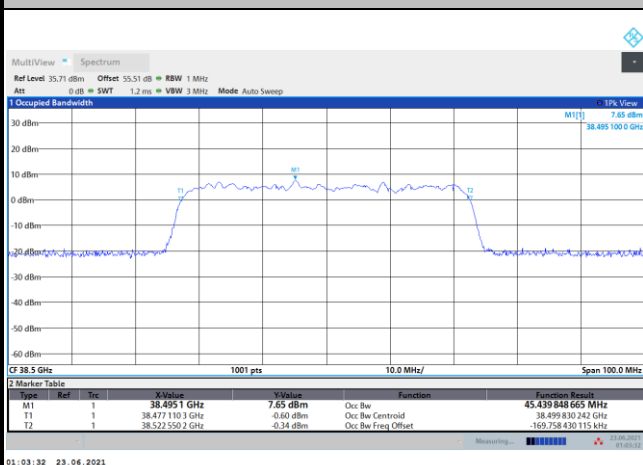 MultiView Spectrum
Ref Level 35.71 dBm Offset 55.51 dB RBW 1 MHz
Att 0 dB SWT 1.2 ms VBW 3 MHz Mode Auto Sweep
1 Occupied Bandwidth 1Pk View
M1[1] 7.65 dBm
38.495 100 0 GHz
30 dBm
20 dBm
10 dBm
M1
T1
T2
0 dBm
-10 dBm
-20 dBm
-30 dBm
-40 dBm
-50 dBm
-60 dBm
CF 38.5 GHz 1001 pts 10.0 MHz/ Span 100.0 MHz
2 Marker Table
Type Ref Trc X-Value Y-Value Function Function Result
M1 1 38.4951 GHz 7.65 dBm Occ Bw 45.439 848 665 MHz
T1 1 38.477 110 3 GHz -0.60 dBm Occ Bw Centroid 38.499 830 242 GHz
T2 1 38.522 550 2 GHz -0.34 dBm Occ Bw Freq Offset -169.758 430 115 kHz
Measuring... 23.06.2021
01:03:32
01:03:32 23.06.2021